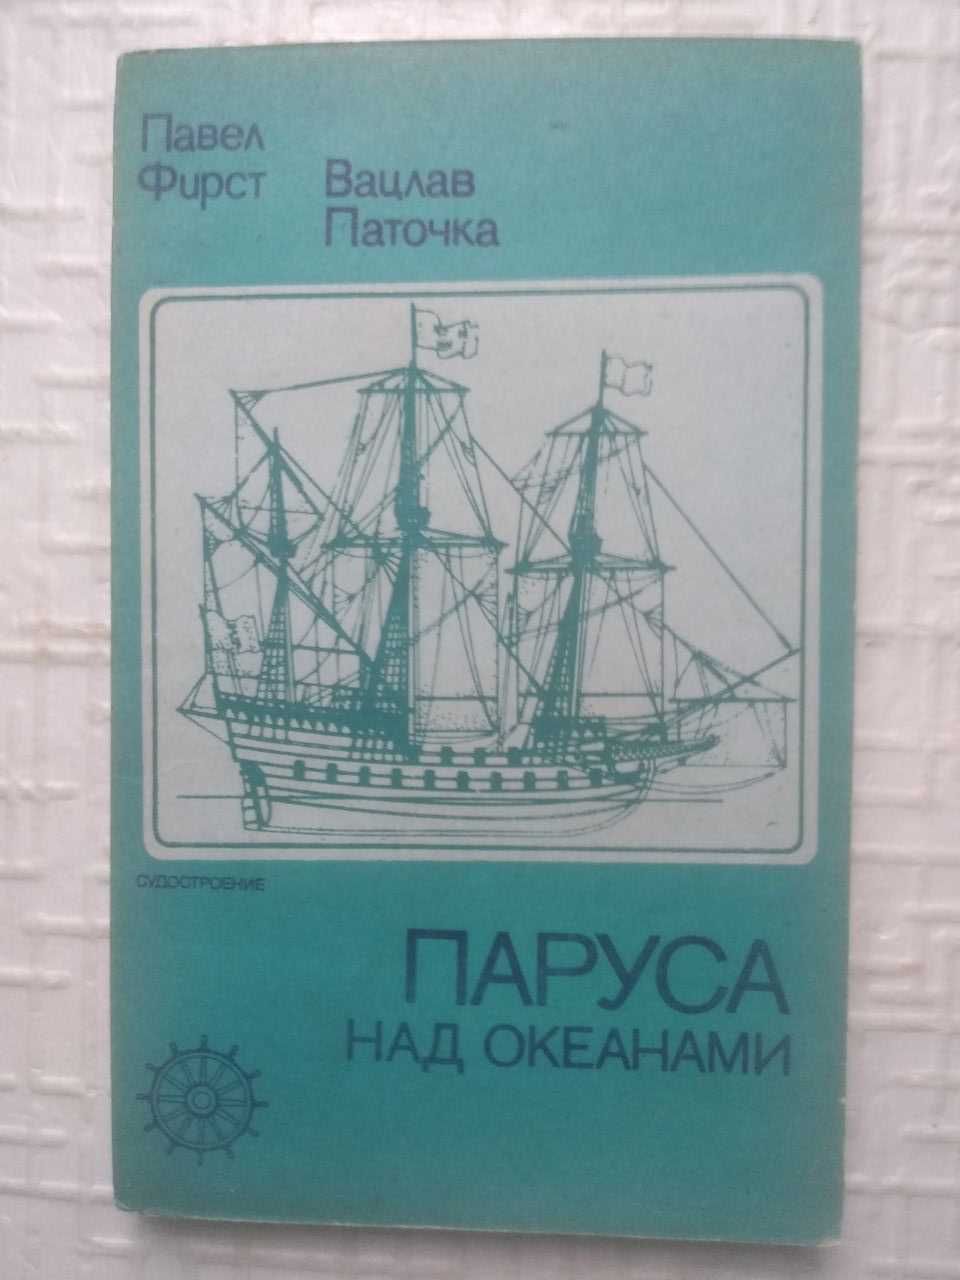 Павел
Фирст
Вацлав
Паточка
СУДОСТРОЕНИЕ
ПАРУСА
НАД ОКЕАНАМИ